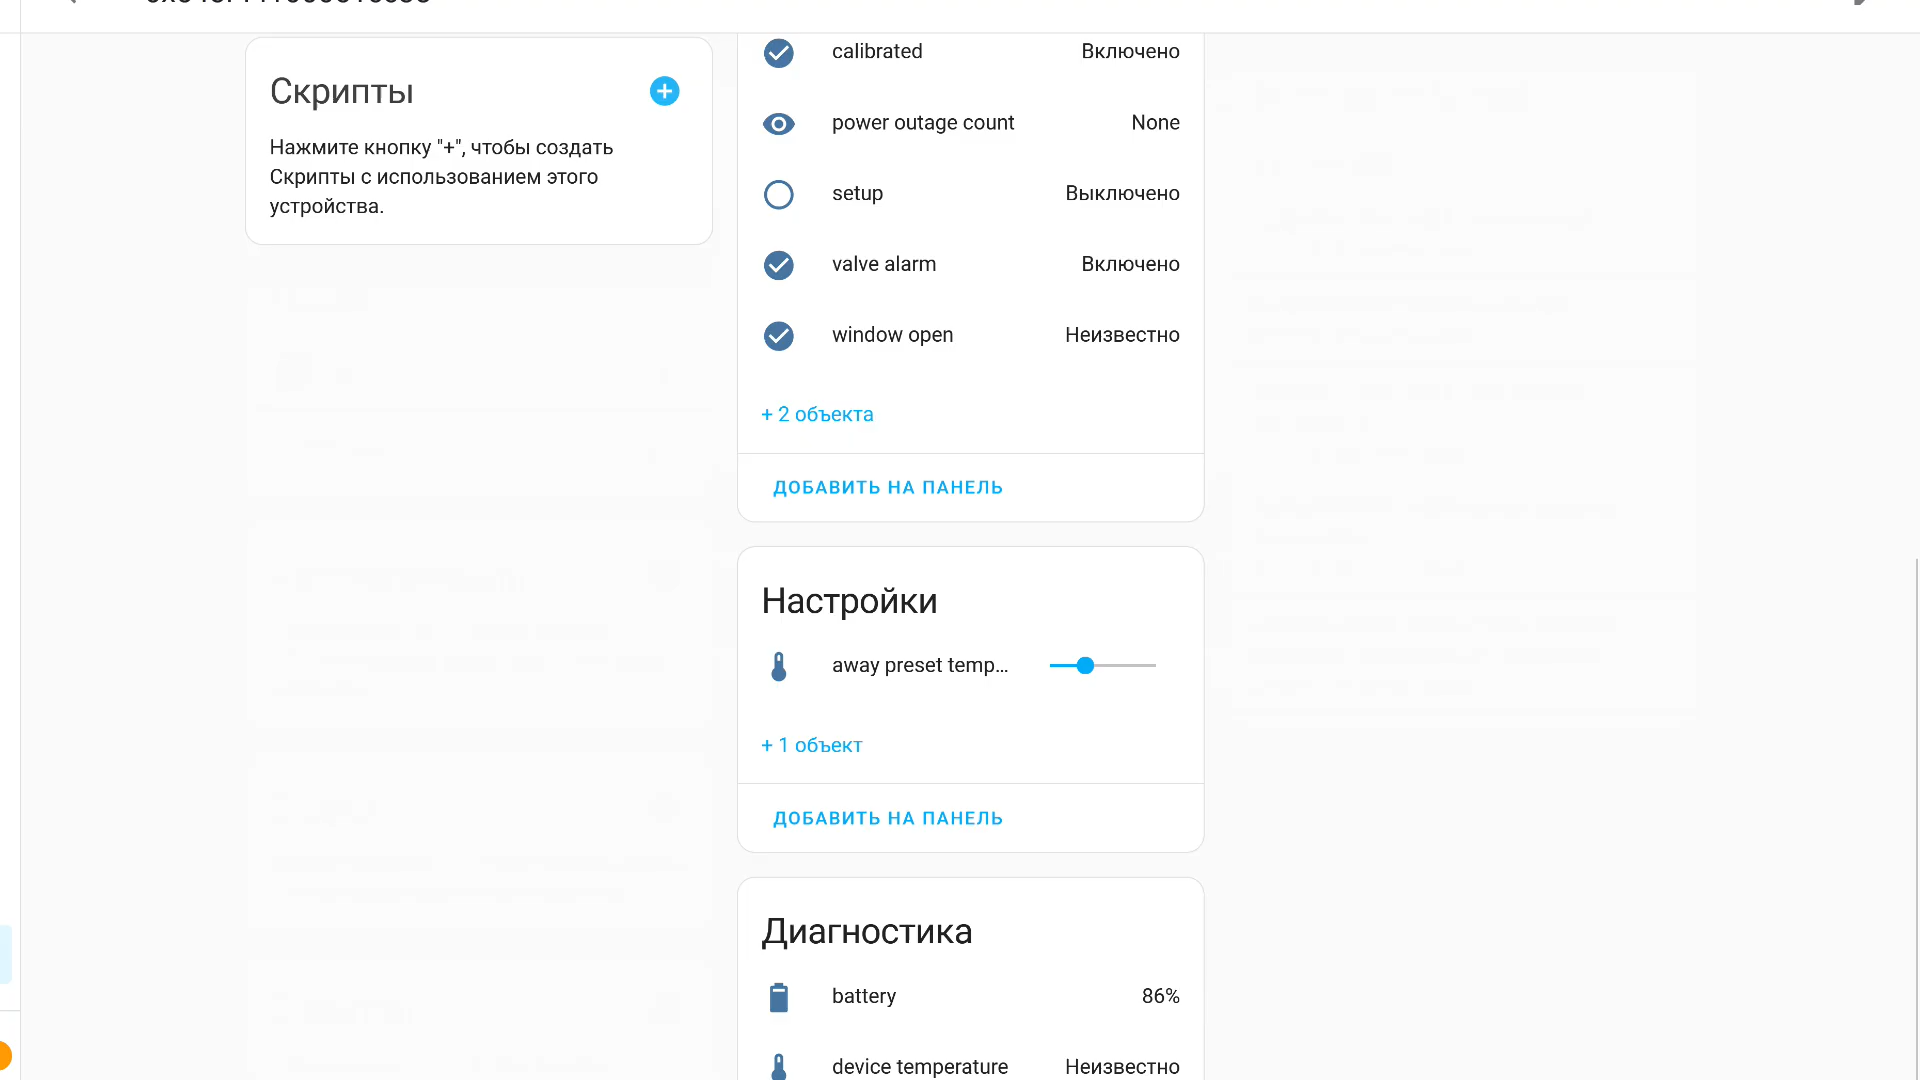 Скрипты
Нажмите кнопку "+", чтобы создать
Скрипты с использованием этого
устройства.
calibrated Включено
power outage count None
setup Выключено
valve alarm Включено
window open Неизвестно
+ 2 объекта
ДОБАВИТЬ НА ПАНЕЛЬ
Настройки
away preset temp...
+ 1 объект
ДОБАВИТЬ НА ПАНЕЛЬ
Диагностика
battery 86%
device temperature Неизвестно